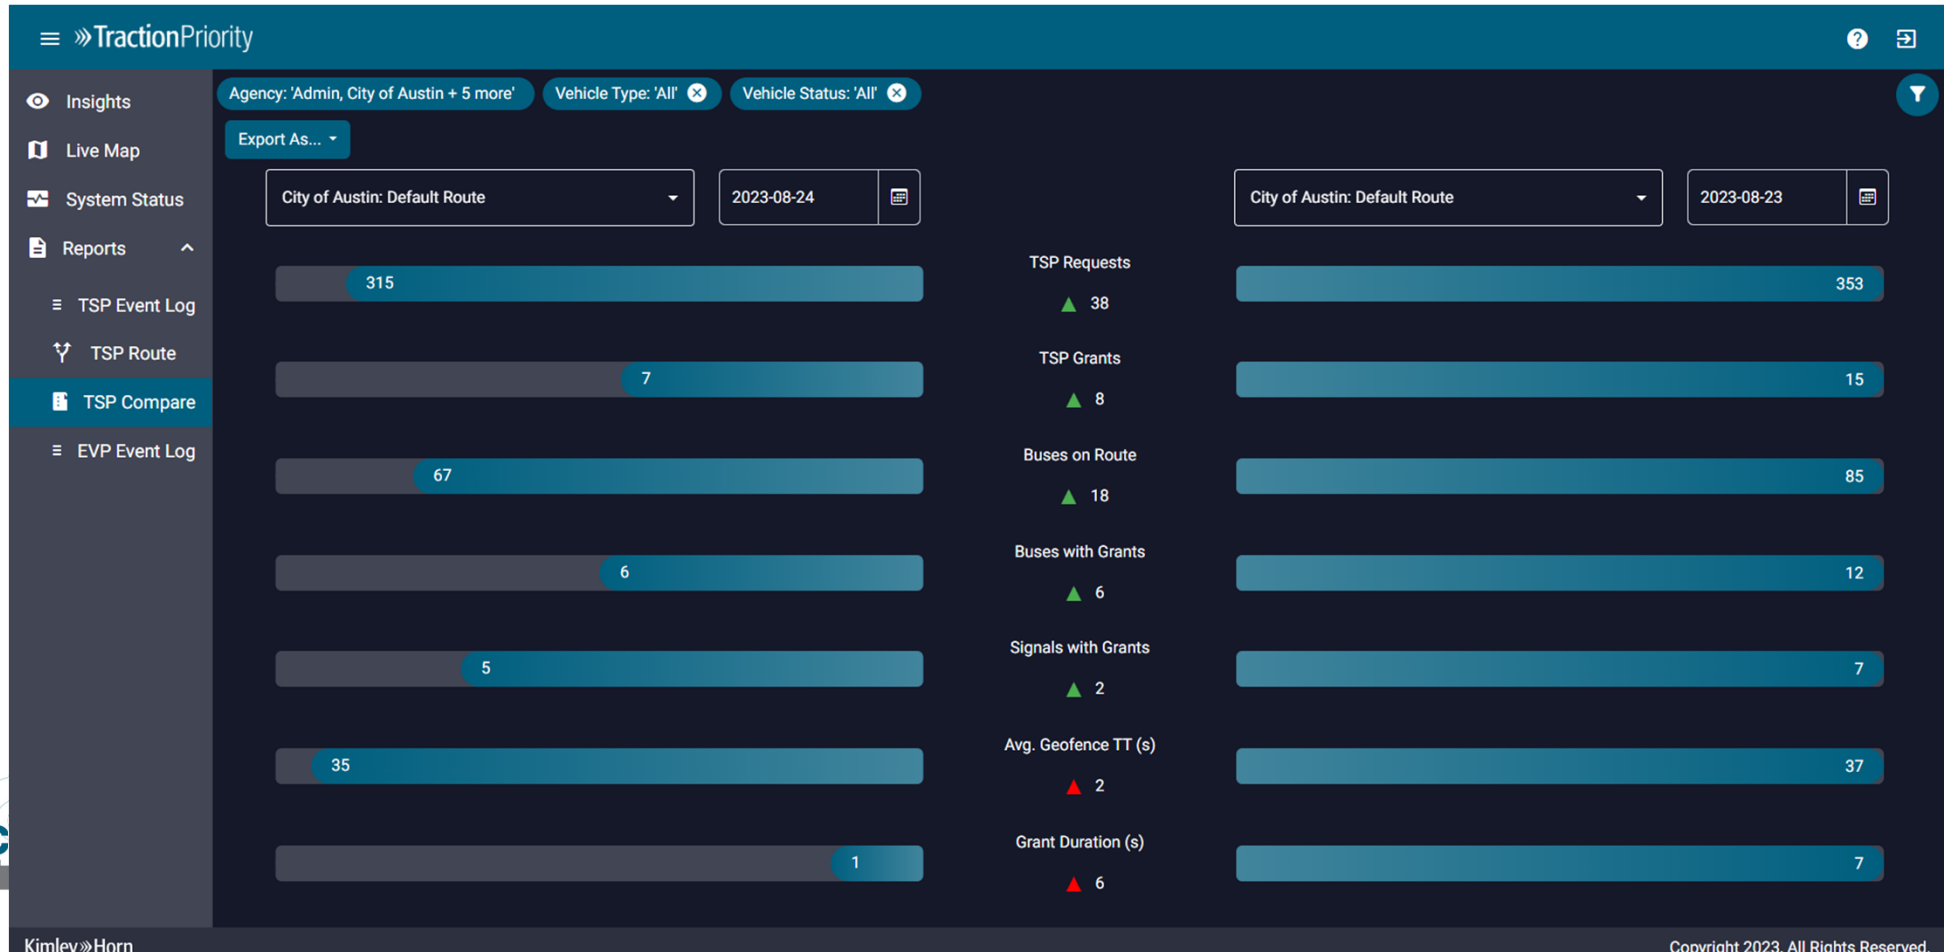 TractionPriority
Insights
Live Map
System Status
Reports
TSP Event Log
TSP Route
TSP Compare
EVP Event Log
Agency: 'Admin, City of Austin + 5 more' Vehicle Type: 'All' Vehicle Status: 'All'
Export As...
City of Austin: Default Route 2023-08-24 City of Austin: Default Route 2023-08-23
TSP Requests
315 38 353
TSP Grants
7 8 15
Buses on Route
67 18 85
Buses with Grants
6 6 12
Signals with Grants
5 2 7
Avg. Geofence TT (s)
35 2 37
Grant Duration (s)
1 6 7
Kimley»Horn Copyright 2023. All Rights Reserved.